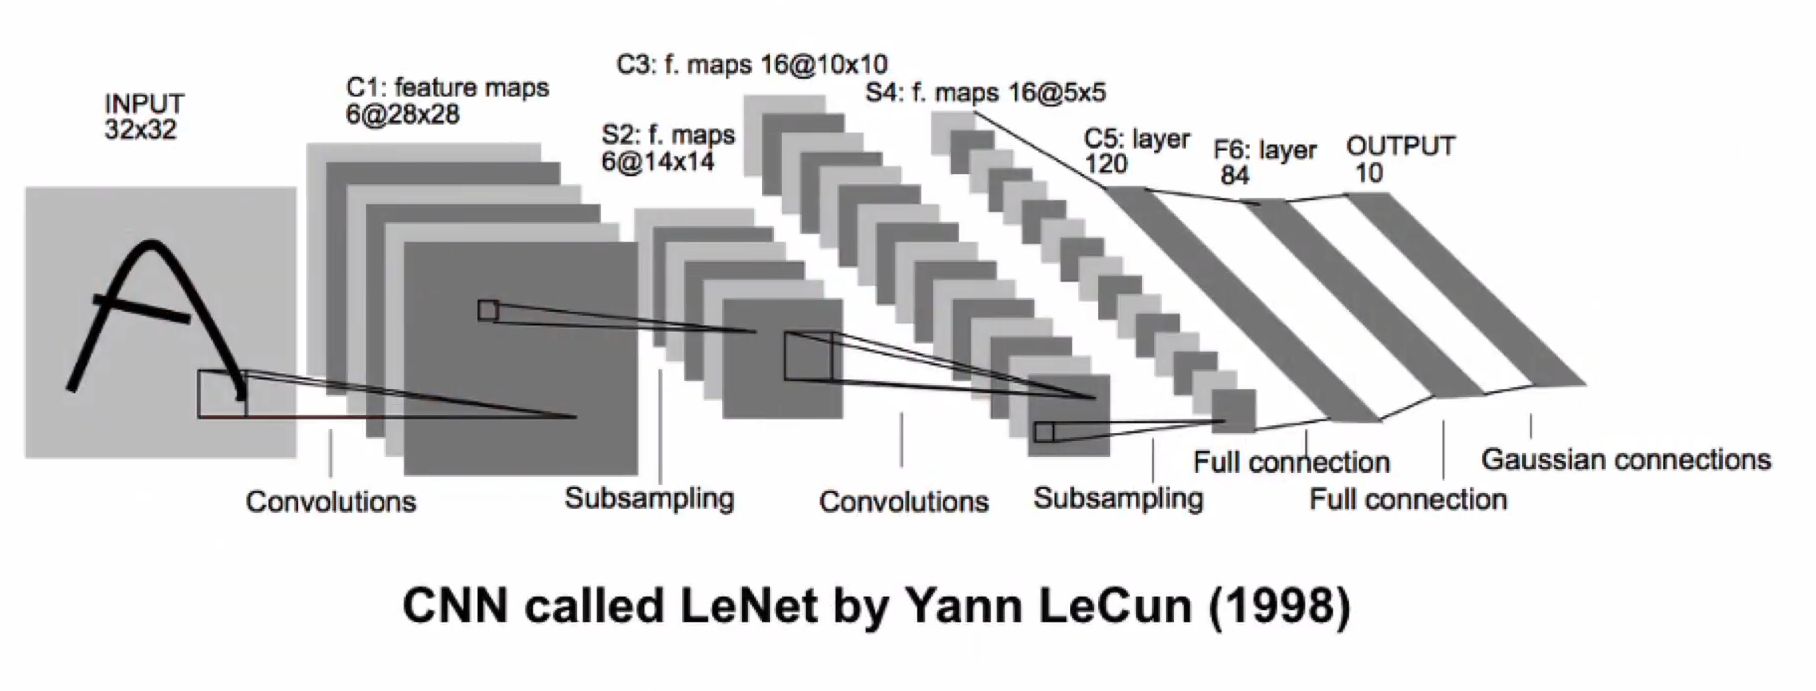 INPUT
32x32
C1: feature maps
6@28x28
S2: f. maps
6@14x14
C3: f. maps 16@10x10
S4: f. maps 16@5x5
C5: layer
120
F6: layer
84
OUTPUT
10
Convolutions
Subsampling
Convolutions
Subsampling
Full connection
Full connection
Gaussian connections
CNN called LeNet by Yann LeCun (1998)